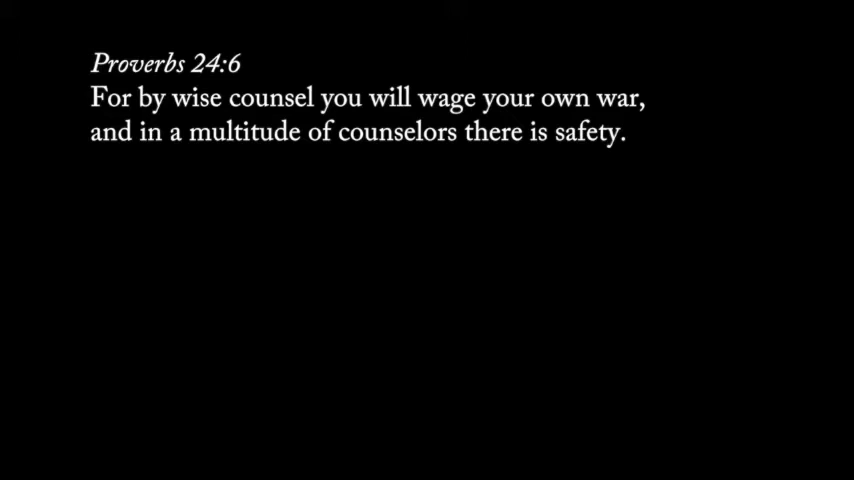 Proverbs 24:6
For by wise counsel you will wage your own war,
and in a multitude of counselors there is safety.